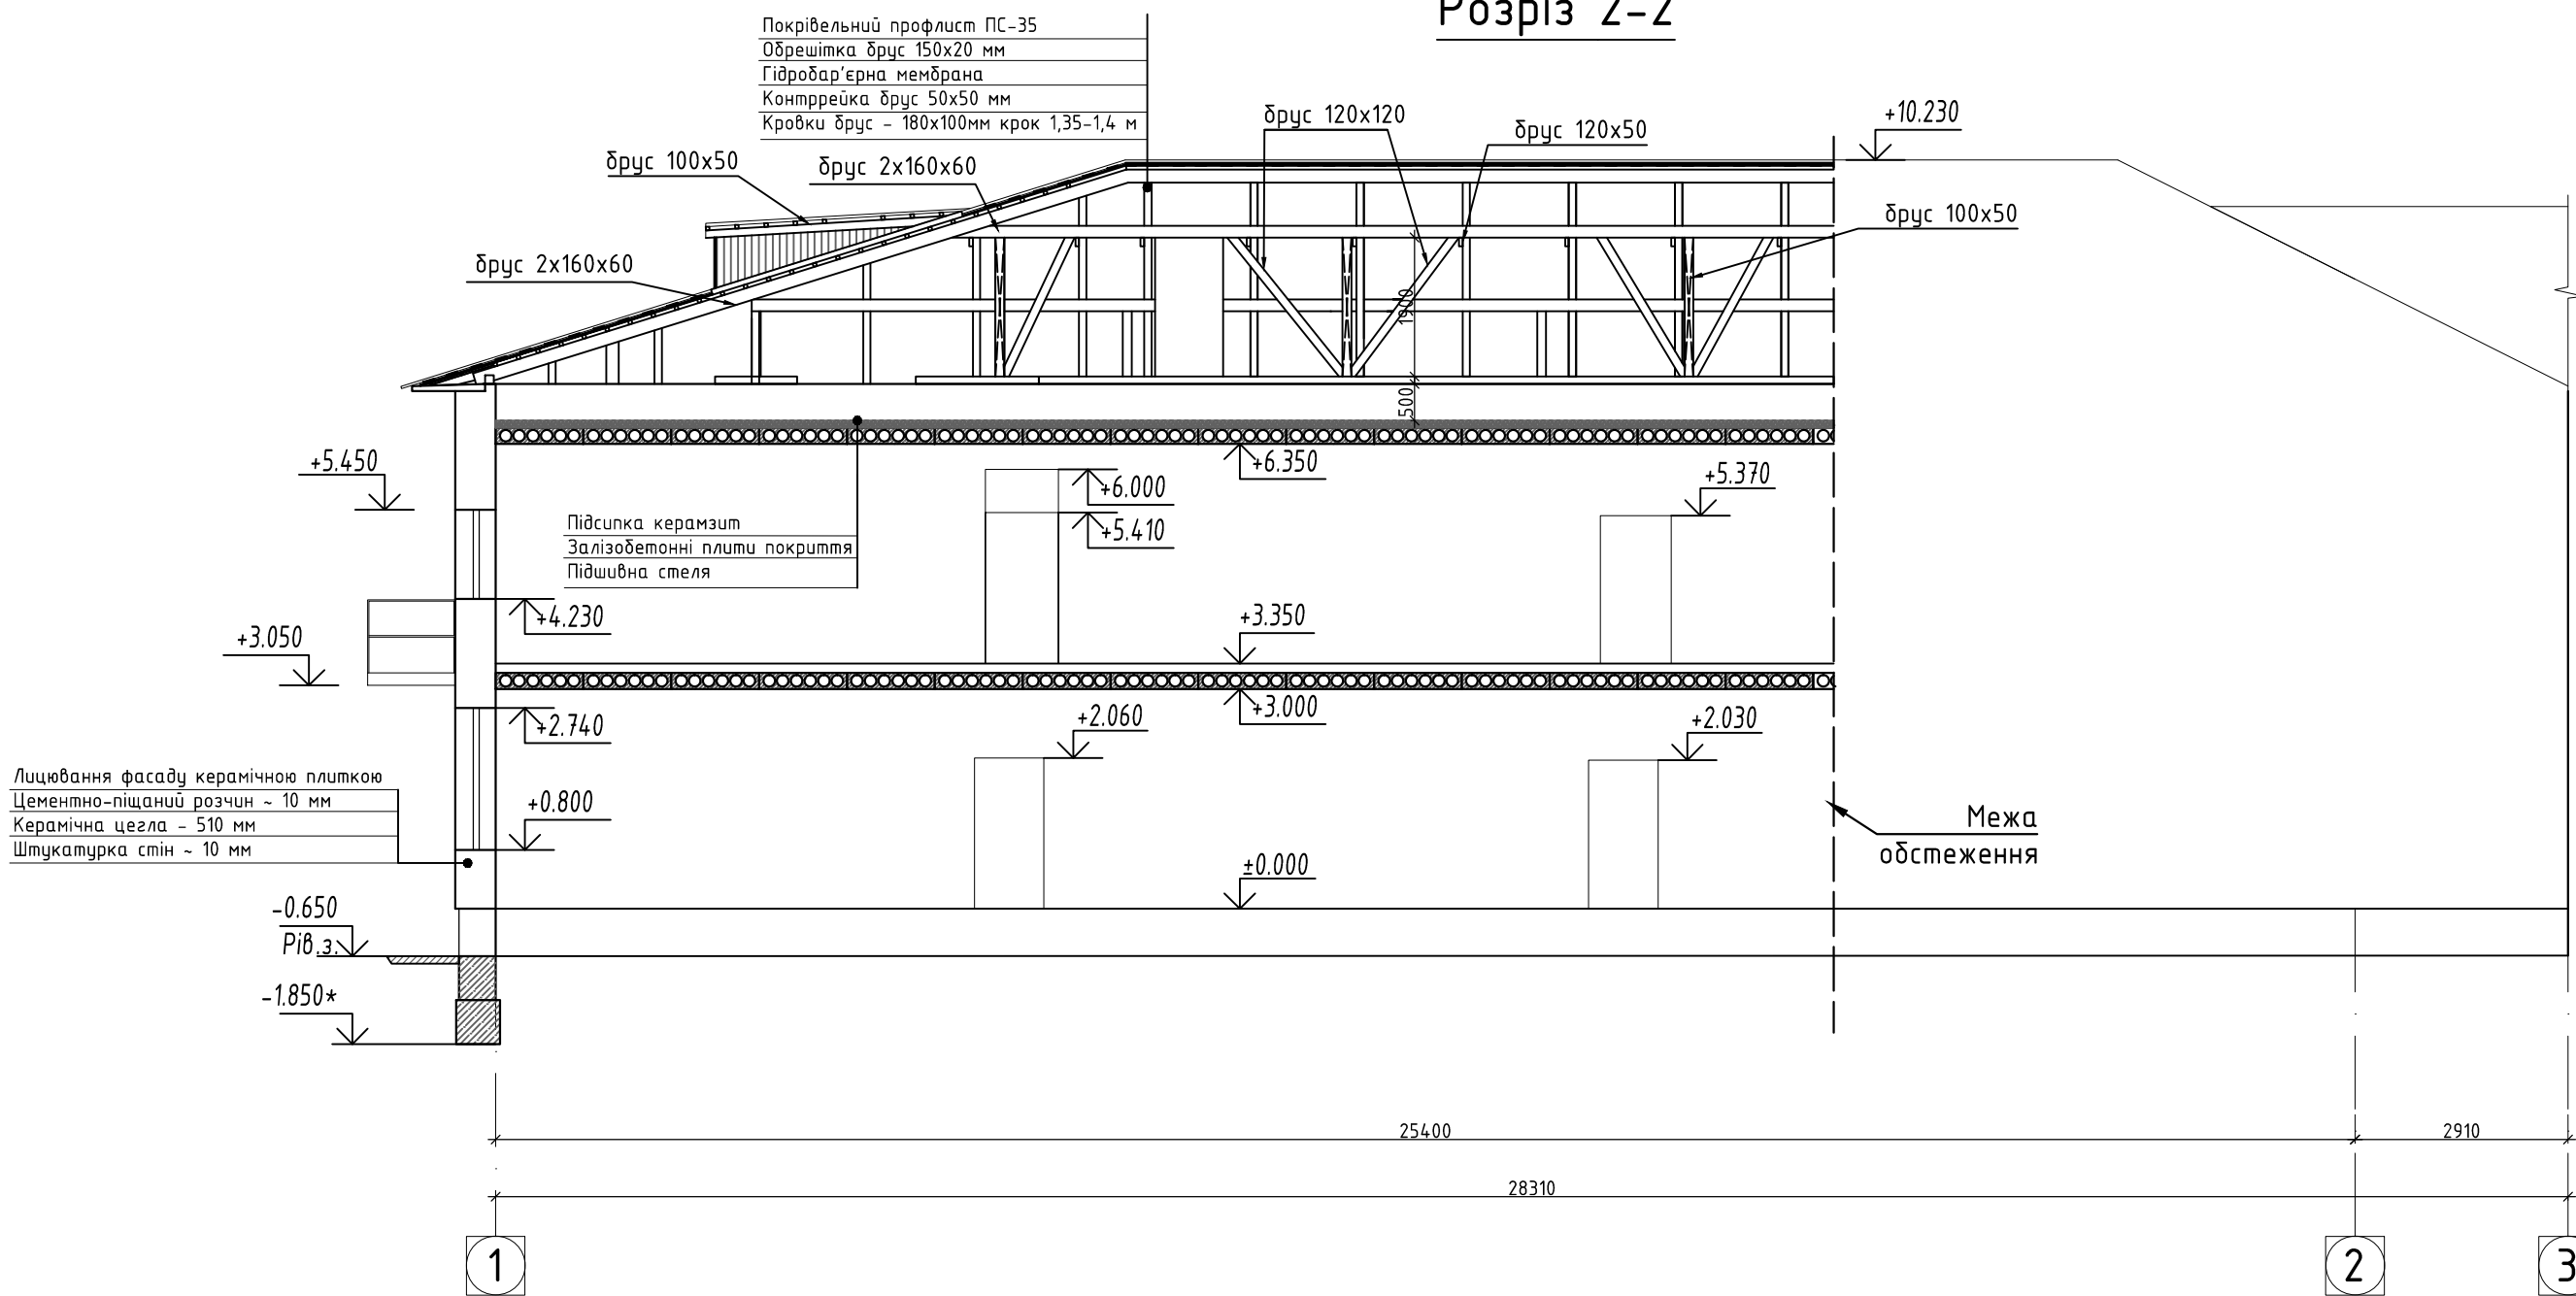 Розріз 2-2
Покрівельний профлист ПС-35
Обрешітка брус 150х20 мм
Гідробар'єрна мембрана
Контррейка брус 50х50 мм
Кровки брус - 180х100мм крок 1,35-1,4 м
брус 120х120
брус 120х50
+10.230
брус 100х50
брус 2х160х60
брус 100х50
брус 2х160х60
1900
500
+5.450
+6.350
+6.000
+5.370
+5.410
Підсипка керамзит
Залізобетонні плити покриття
Підшивна стеля
+4.230
+3.350
+3.050
+2.740
+3.000
+2.060
+2.030
Лицювання фасаду керамічною плиткою
Цементно-піщаний розчин ~ 10 мм
Керамічна цегла - 510 мм
Штукатурка стін ~ 10 мм
+0.800
Межа
обстеження
±0.000
-0.650
Рів.з.
-1.850*
25400
2910
28310
1
2
3